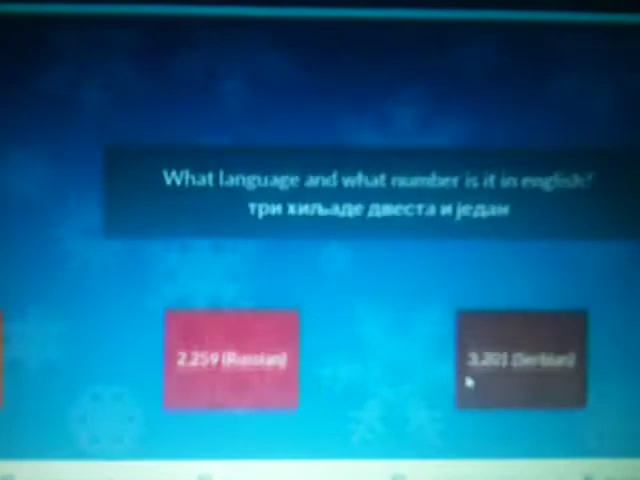 What language and what number is it in english?
три хиљаде двеста и један
2,259 (Russian)
3,201 (Serbian)